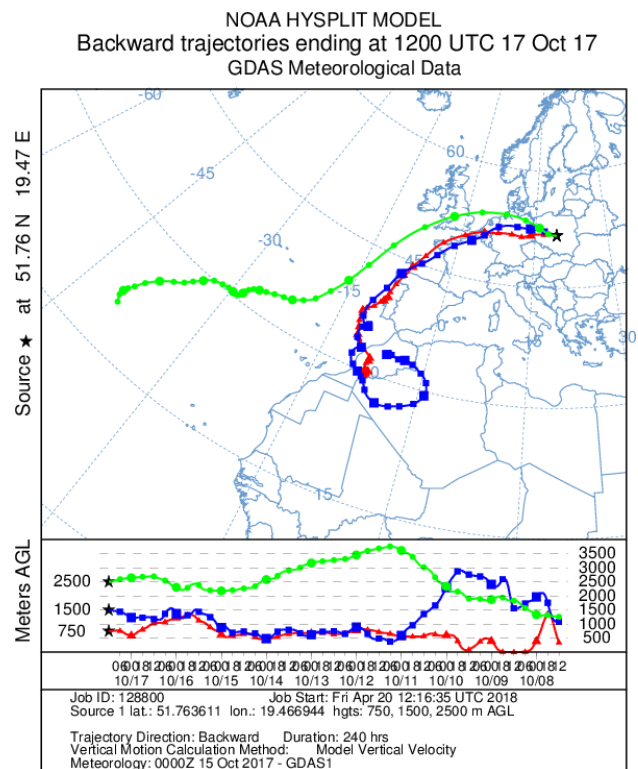 NOAA HYSPLIT MODEL
Backward trajectories ending at 1200 UTC 17 Oct 17
GDAS Meteorological Data
Source ★ at 51.76 N 19.47 E
-60
-45
60
-30
45
-15
0
30
15
Meters AGL
3500
3000
2500
2500
2000
1500
1500
1000
750
500
10/17 10/16 10/15 10/14 10/13 10/12 10/11 10/10 10/09 10/08
Job ID: 128800 Job Start: Fri Apr 20 12:16:35 UTC 2018
Source 1 lat.: 51.763611 lon.: 19.466944 hgts: 750, 1500, 2500 m AGL
Trajectory Direction: Backward Duration: 240 hrs
Vertical Motion Calculation Method: Model Vertical Velocity
Meteorology: 0000Z 15 Oct 2017 - GDAS1